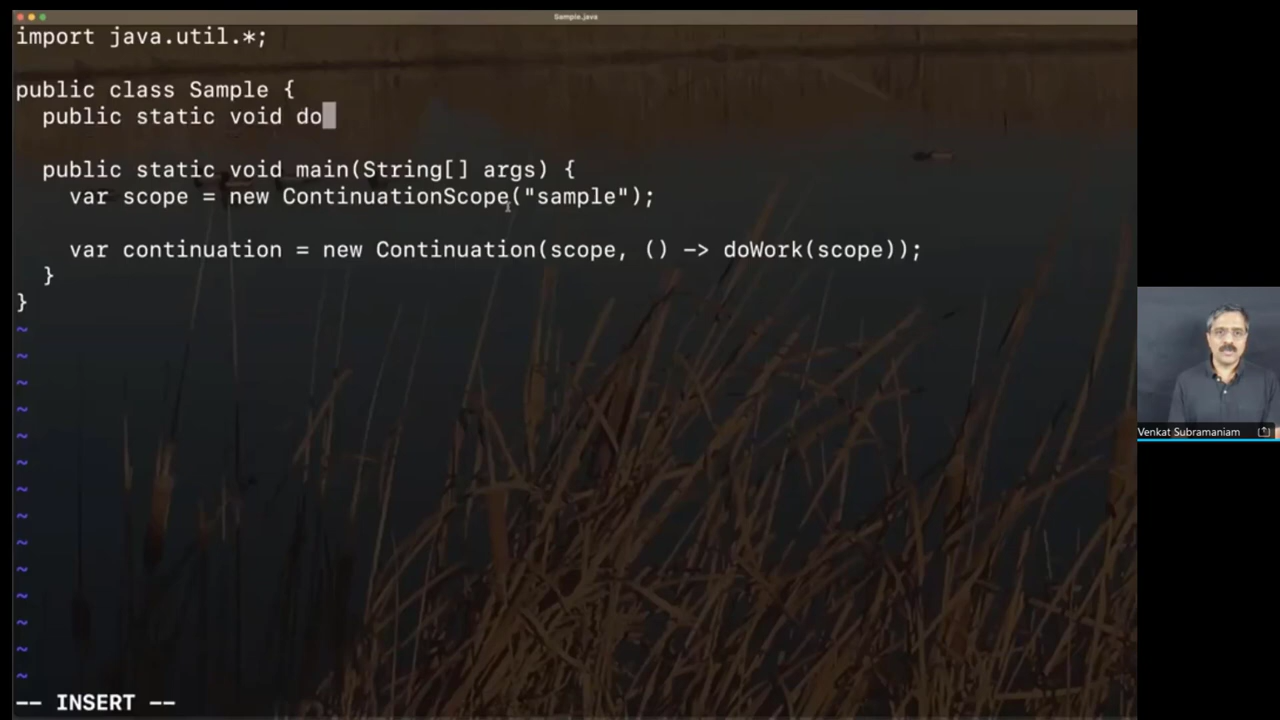 Sample.java
import java.util.*;
public class Sample {
  public static void do
  public static void main(String[] args) {
    var scope = new ContinuationScope("sample");
    var continuation = new Continuation(scope, () -> doWork(scope));
  }
}
~
~
~
~
~
~
~
~
~
~
~
~
~
~
-- INSERT --
Venkat Subramaniam